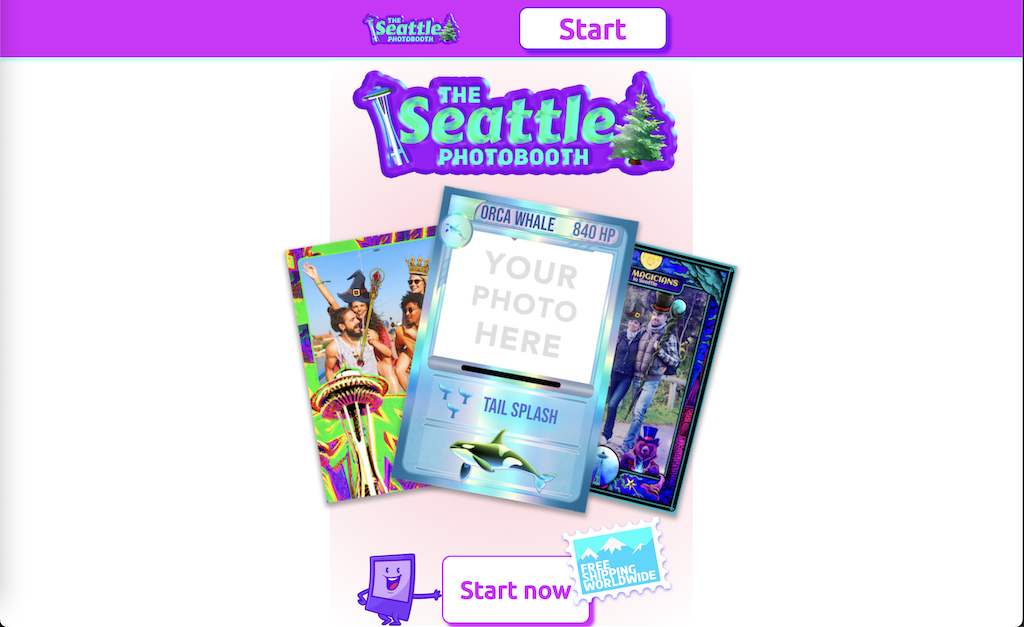 THE
Seattle
PHOTOBOOTH
Start
THE
Seattle
PHOTOBOOTH
ORCA WHALE 840 HP
YOUR
PHOTO
HERE
TAIL SPLASH
MAGICIANS
in Seattle
Start now
FREE
SHIPPING
WORLDWIDE